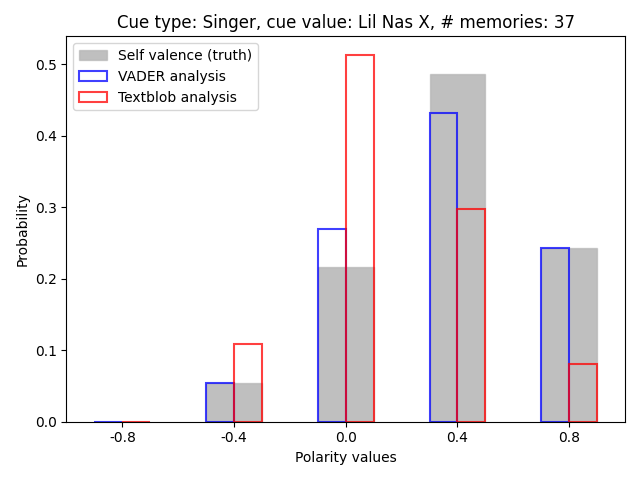 Cue type: Singer, cue value: Lil Nas X, # memories: 37
Self valence (truth)
VADER analysis
Textblob analysis
0.5
0.4
0.3
0.2
0.1
0.0
Probability
-0.8
-0.4
0.0
0.4
0.8
Polarity values